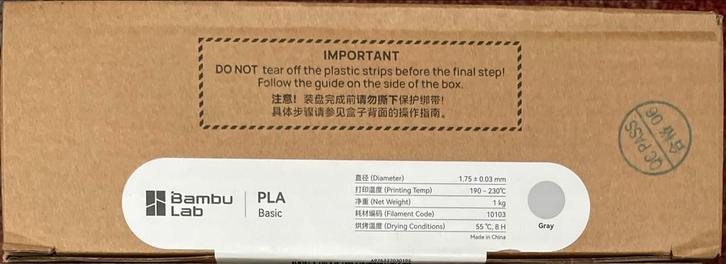 IMPORTANT
DO NOT tear off the plastic strips before the final step!
Follow the guide on the side of the box.
注意! 装盘完成前请勿撕下保护绑带!
具体步骤请参见盒子背面的操作指南。
QC PASS
合格 06
Bambu
Lab
PLA
Basic
直径 (Diameter) 1.75 ± 0.03 mm
打印温度 (Printing Temp) 190 - 230℃
净重 (Net Weight) 1 kg
耗材编码 (Filament Code) 10103
烘烤温度 (Drying Conditions) 55 ℃, 8 H
Made in China
Gray